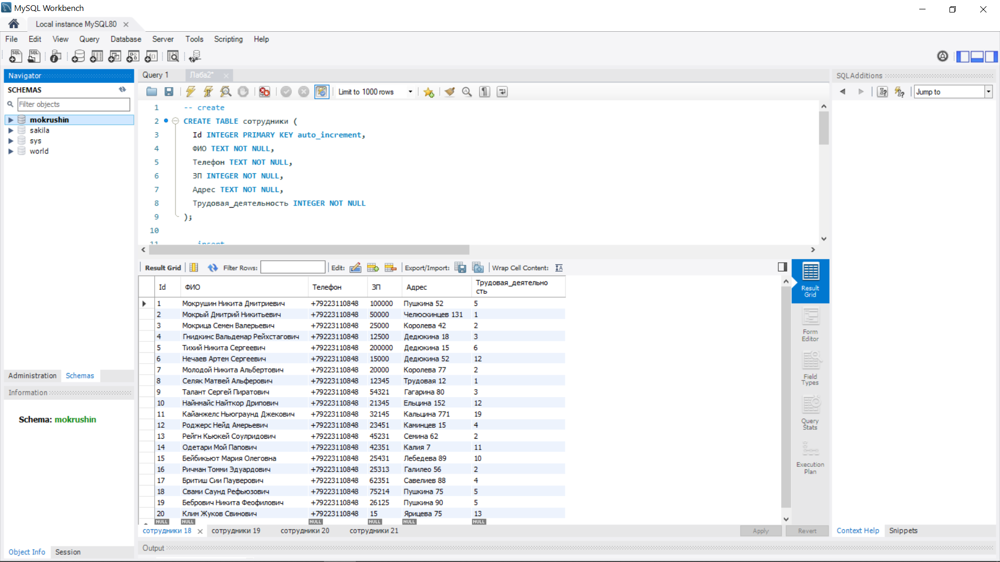 MySQL Workbench
Local instance MySQL80
File Edit View Query Database Server Tools Scripting Help
Navigator
SCHEMAS
Filter objects
mokrushin
sakila
sys
world
Administration Schemas
Information
Schema: mokrushin
Object Info Session
Query 1 Лаба2*
Limit to 1000 rows
1 -- create
2 CREATE TABLE сотрудники (
3 Id INTEGER PRIMARY KEY auto_increment,
4 ФИО TEXT NOT NULL,
5 Телефон TEXT NOT NULL,
6 ЗП INTEGER NOT NULL,
7 Адрес TEXT NOT NULL,
8 Трудовая_деятельность INTEGER NOT NULL
9 );
10
11 insert
Result Grid Filter Rows: Edit: Export/Import: Wrap Cell Content:
Id ФИО Телефон ЗП Адрес Трудовая_деятельно
сть
1 Мокрушин Никита Дмитриевич +79223110848 100000 Пушкина 52 5
2 Мокрый Дмитрий Никитьевич +79223110848 50000 Челюскинцев 131 1
3 Мокрица Семен Валерьевич +79223110848 25000 Королева 42 2
4 Гнидкинс Вальдемар Рейхстагович +79223110848 12500 Дедюкина 18 3
5 Тихий Никита Сергеевич +79223110848 200000 Дедюкина 15 6
6 Нечаев Артем Сергеевич +79223110848 15000 Дедюкина 52 12
7 Молодой Никита Альбертович +79223110848 20000 Королева 77 2
8 Селяк Матвей Альферович +79223110848 12345 Трудовая 12 1
9 Талант Сергей Пиратович +79223110848 54321 Гагарина 80 3
10 Найнмайс Найткор Дрипович +79223110848 21345 Ельцина 152 12
11 Кайанжелс Ньюграунд Джекович +79223110848 32145 Кальцина 771 19
12 Роджерс Нейд Амерьевич +79223110848 23451 Каминцев 15 4
13 Рейгн Кьюкей Соулридович +79223110848 45231 Семина 62 2
14 Одетари Мой Папович +79223110848 42351 Калия 7 11
15 Бейбикьют Мария Олеговна +79223110848 25431 Лебедева 89 10
16 Ричман Томми Эдуардович +79223110848 25313 Галилео 56 2
17 Бритиш Сии Пауверович +79223110848 62351 Савелиев 88 4
18 Свами Саунд Рефьюзович +79223110848 75214 Пушкина 75 5
19 Беброvич Никита Феофилович +79223110848 26125 Пушкина 90 5
20 Клим Жуков Свинович +79223110848 15 Ярицева 75 13
NULL NULL NULL NULL NULL NULL
сотрудники 18 сотрудники 19 сотрудники 20 сотрудники 21
Apply Revert
Output
Result
Grid
Form
Editor
Field
Types
Query
Stats
Execution
Plan
SQLAdditions
Jump to
Context Help Snippets